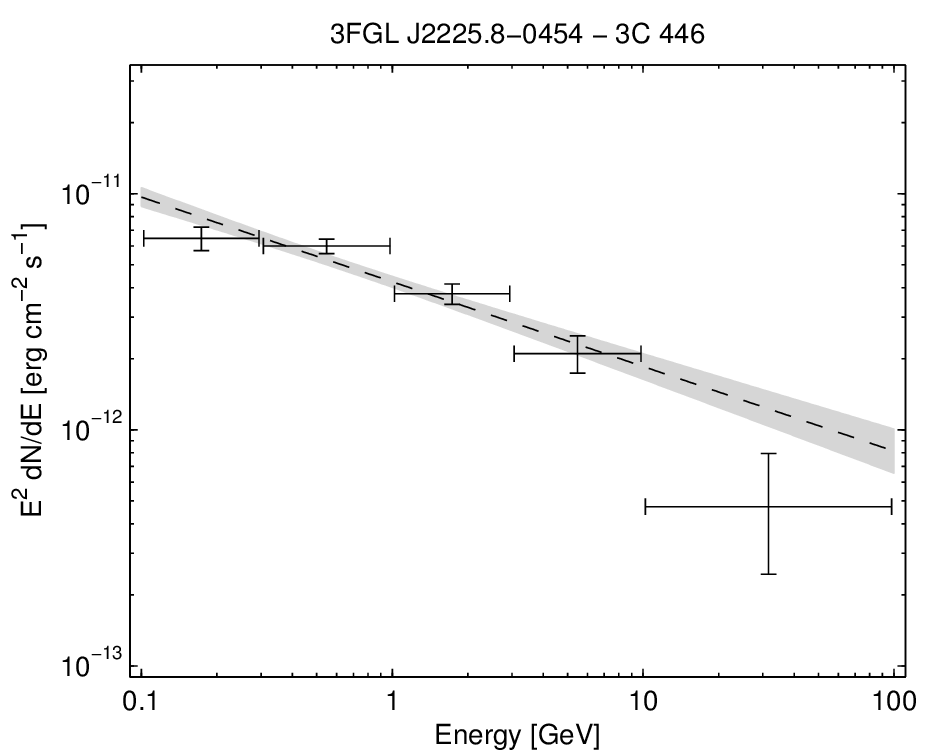 3FGL J2225.8−0454 − 3C 446
E² dN/dE [erg cm⁻² s⁻¹]
10⁻¹¹
10⁻¹²
10⁻¹³
0.1 1 10 100
Energy [GeV]